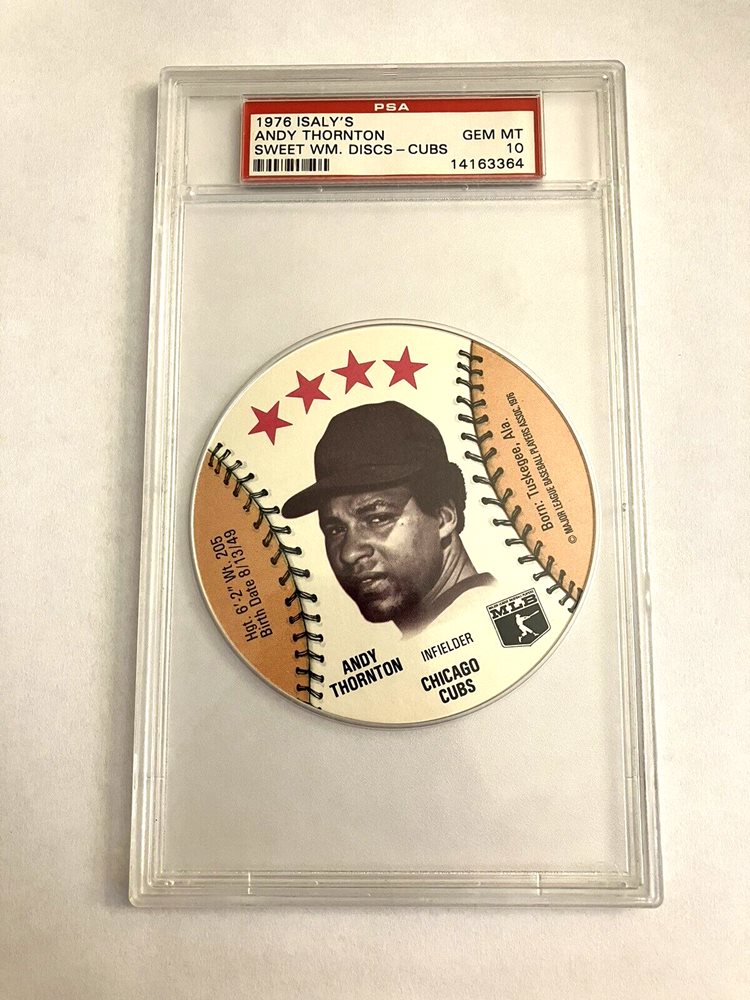 PSA
1976 ISALY'S
ANDY THORNTON GEM MT
SWEET WM. DISCS-CUBS 10
14163364
Hgt. 6'-2" Wt. 205
Birth Date 8/13/49
Born: Tuskegee, Ala.
© MAJOR LEAGUE BASEBALL PLAYERS ASSOC. 1976
MLB
ANDY
THORNTON
INFIELDER
CHICAGO
CUBS